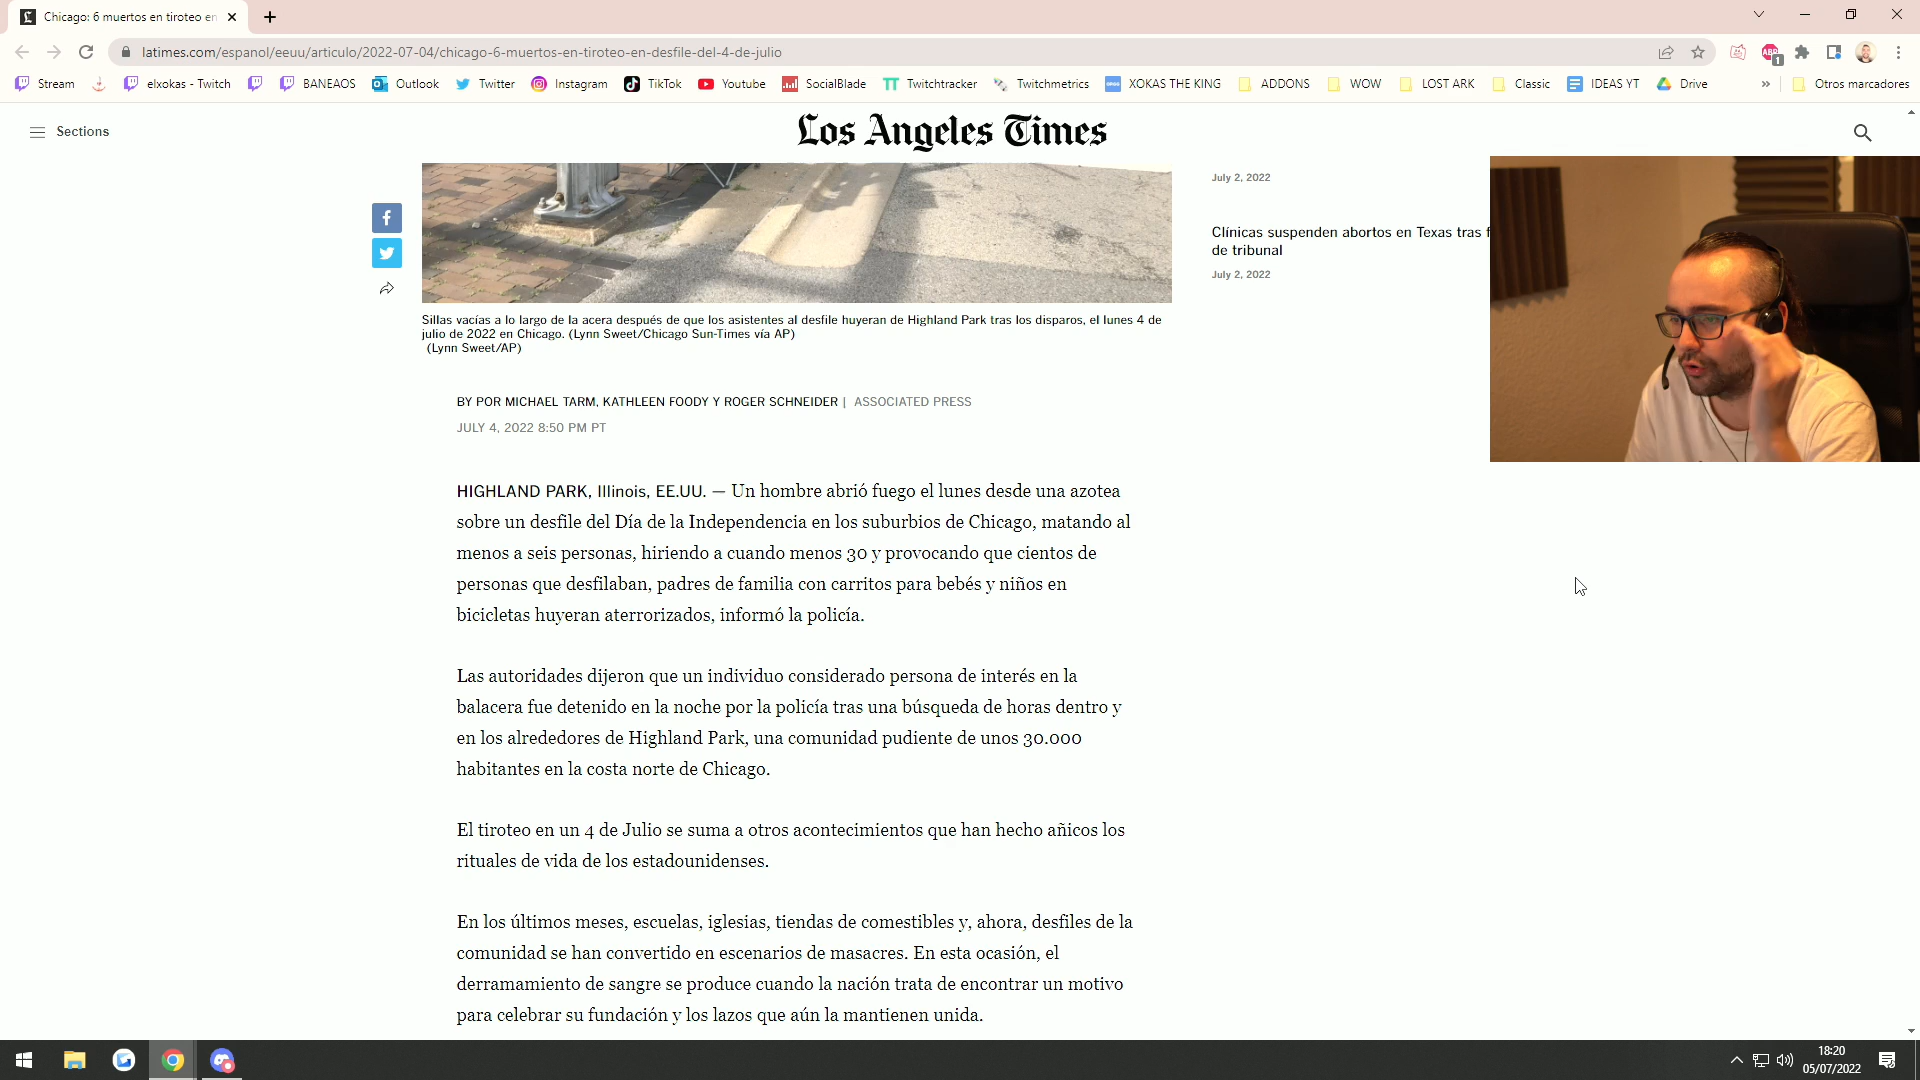 Chicago: 6 muertos en tiroteo en
latimes.com/espanol/eeuu/articulo/2022-07-04/chicago-6-muertos-en-tiroteo-en-desfile-del-4-de-julio
ABP
1
Stream
elxokas - Twitch
BANEAOS
Outlook
Twitter
Instagram
TikTok
Youtube
SocialBlade
Twitchtracker
Twitchmetrics
XOKAS THE KING
ADDONS
WOW
LOST ARK
Classic
IDEAS YT
Drive
»
Otros marcadores
Sections
Los Angeles Times
July 2, 2022
Clínicas suspenden abortos en Texas tras f
de tribunal
July 2, 2022
Sillas vacías a lo largo de la acera después de que los asistentes al desfile huyeran de Highland Park tras los disparos, el lunes 4 de
julio de 2022 en Chicago. (Lynn Sweet/Chicago Sun-Times vía AP)
(Lynn Sweet/AP)
BY POR MICHAEL TARM, KATHLEEN FOODY Y ROGER SCHNEIDER | ASSOCIATED PRESS
JULY 4, 2022 8:50 PM PT
HIGHLAND PARK, Illinois, EE.UU. — Un hombre abrió fuego el lunes desde una azotea
sobre un desfile del Día de la Independencia en los suburbios de Chicago, matando al
menos a seis personas, hiriendo a cuando menos 30 y provocando que cientos de
personas que desfilaban, padres de familia con carritos para bebés y niños en
bicicletas huyeran aterrorizados, informó la policía.
Las autoridades dijeron que un individuo considerado persona de interés en la
balacera fue detenido en la noche por la policía tras una búsqueda de horas dentro y
en los alrededores de Highland Park, una comunidad pudiente de unos 30.000
habitantes en la costa norte de Chicago.
El tiroteo en un 4 de Julio se suma a otros acontecimientos que han hecho añicos los
rituales de vida de los estadounidenses.
En los últimos meses, escuelas, iglesias, tiendas de comestibles y, ahora, desfiles de la
comunidad se han convertido en escenarios de masacres. En esta ocasión, el
derramamiento de sangre se produce cuando la nación trata de encontrar un motivo
para celebrar su fundación y los lazos que aún la mantienen unida.
18:20
05/07/2022